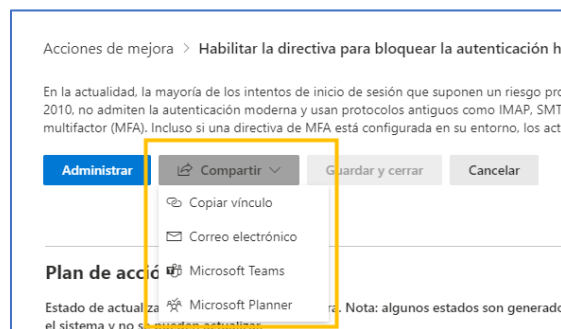 Acciones de mejora > Habilitar la directiva para bloquear la autenticación h
En la actualidad, la mayoría de los intentos de inicio de sesión que suponen un riesgo pro
2010, no admiten la autenticación moderna y usan protocolos antiguos como IMAP, SMT
multifactor (MFA). Incluso si una directiva de MFA está configurada en su entorno, los act
Administrar Compartir Guardar y cerrar Cancelar
Copiar vínculo
Correo electrónico
Plan de acció
Microsoft Teams
Microsoft Planner
Estado de actualiza ra. Nota: algunos estados son generado
el sistema y no se pueden actualizar.